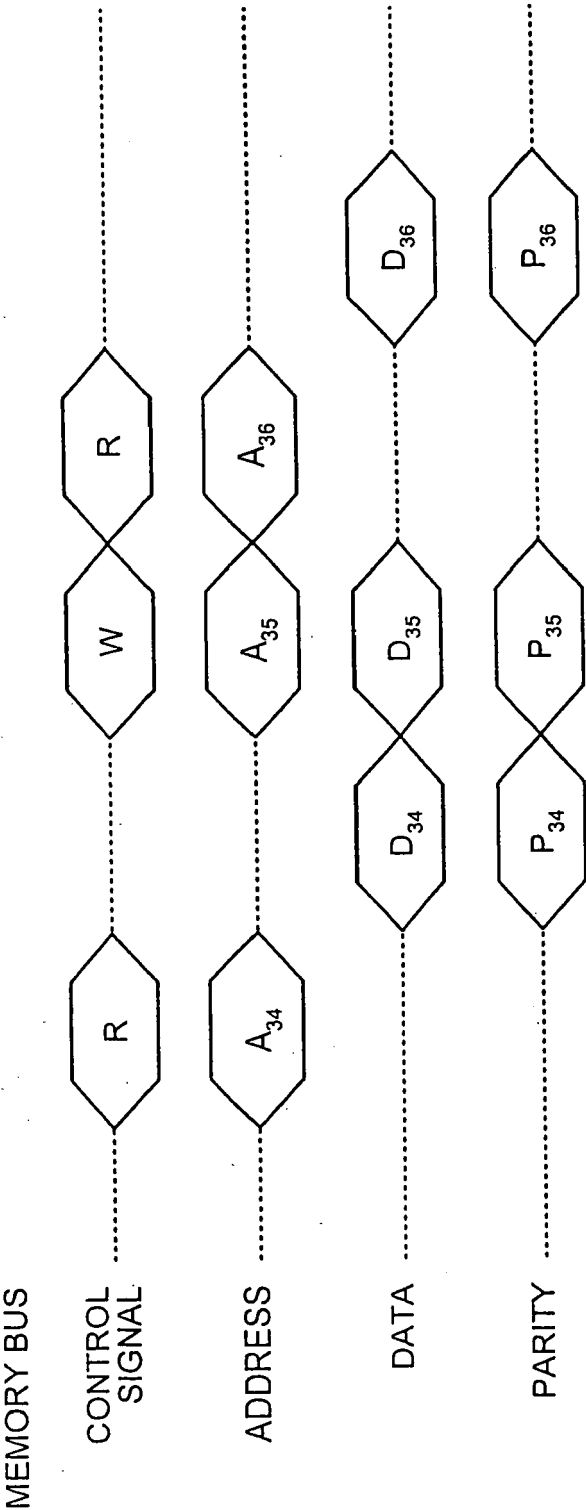 MEMORY BUS
CONTROL
SIGNAL
R
W
R
ADDRESS
A₃₄
A₃₅
A₃₆
DATA
D₃₄
D₃₅
D₃₆
PARITY
P₃₄
P₃₅
P₃₆